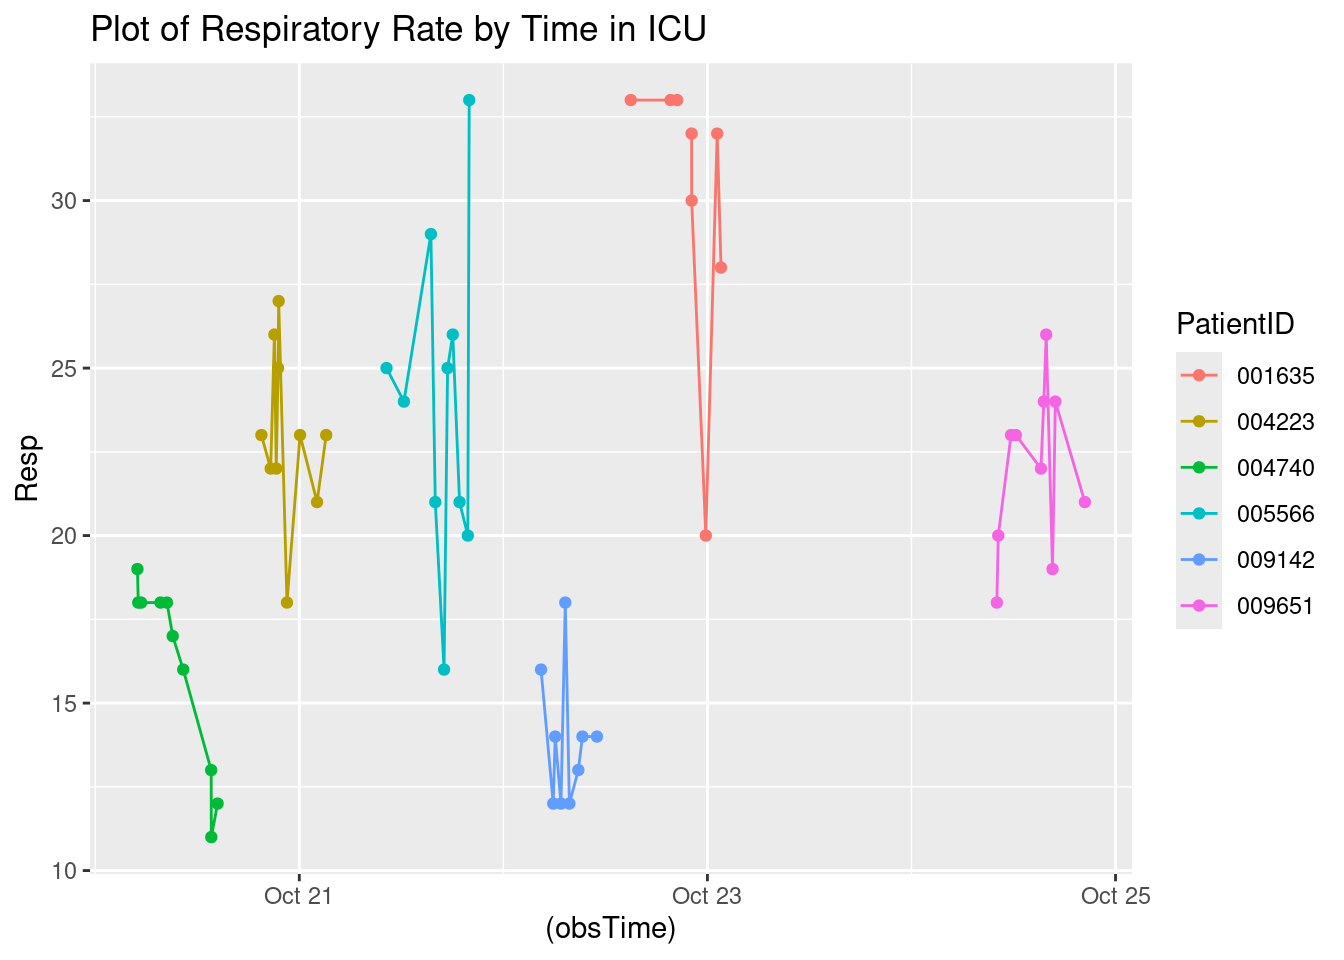 Plot of Respiratory Rate by Time in ICU
Resp
30
25
20
15
10
Oct 21
Oct 23
Oct 25
(obsTime)
PatientID
001635
004223
004740
005566
009142
009651